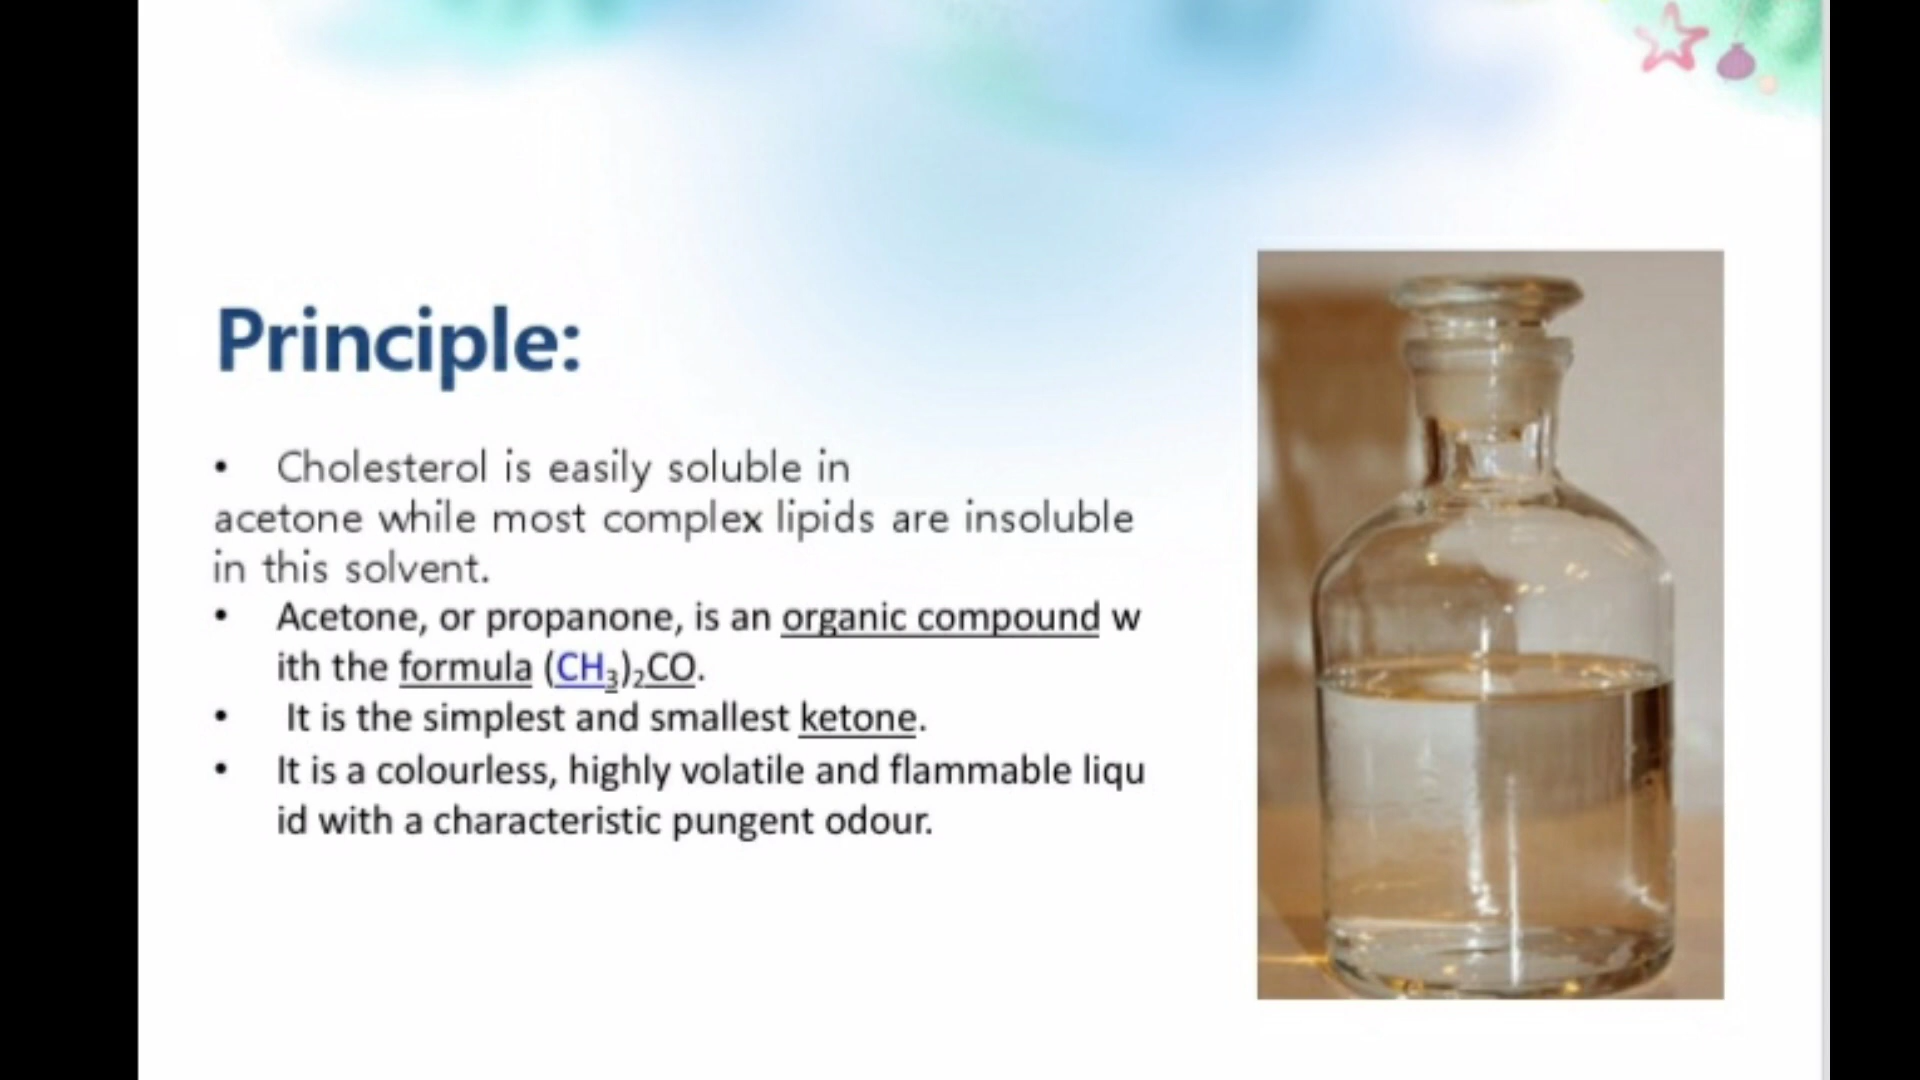 Principle:
• Cholesterol is easily soluble in
acetone while most complex lipids are insoluble
in this solvent.
• Acetone, or propanone, is an organic compound w
ith the formula (CH₃)₂CO.
• It is the simplest and smallest ketone.
• It is a colourless, highly volatile and flammable liqu
id with a characteristic pungent odour.